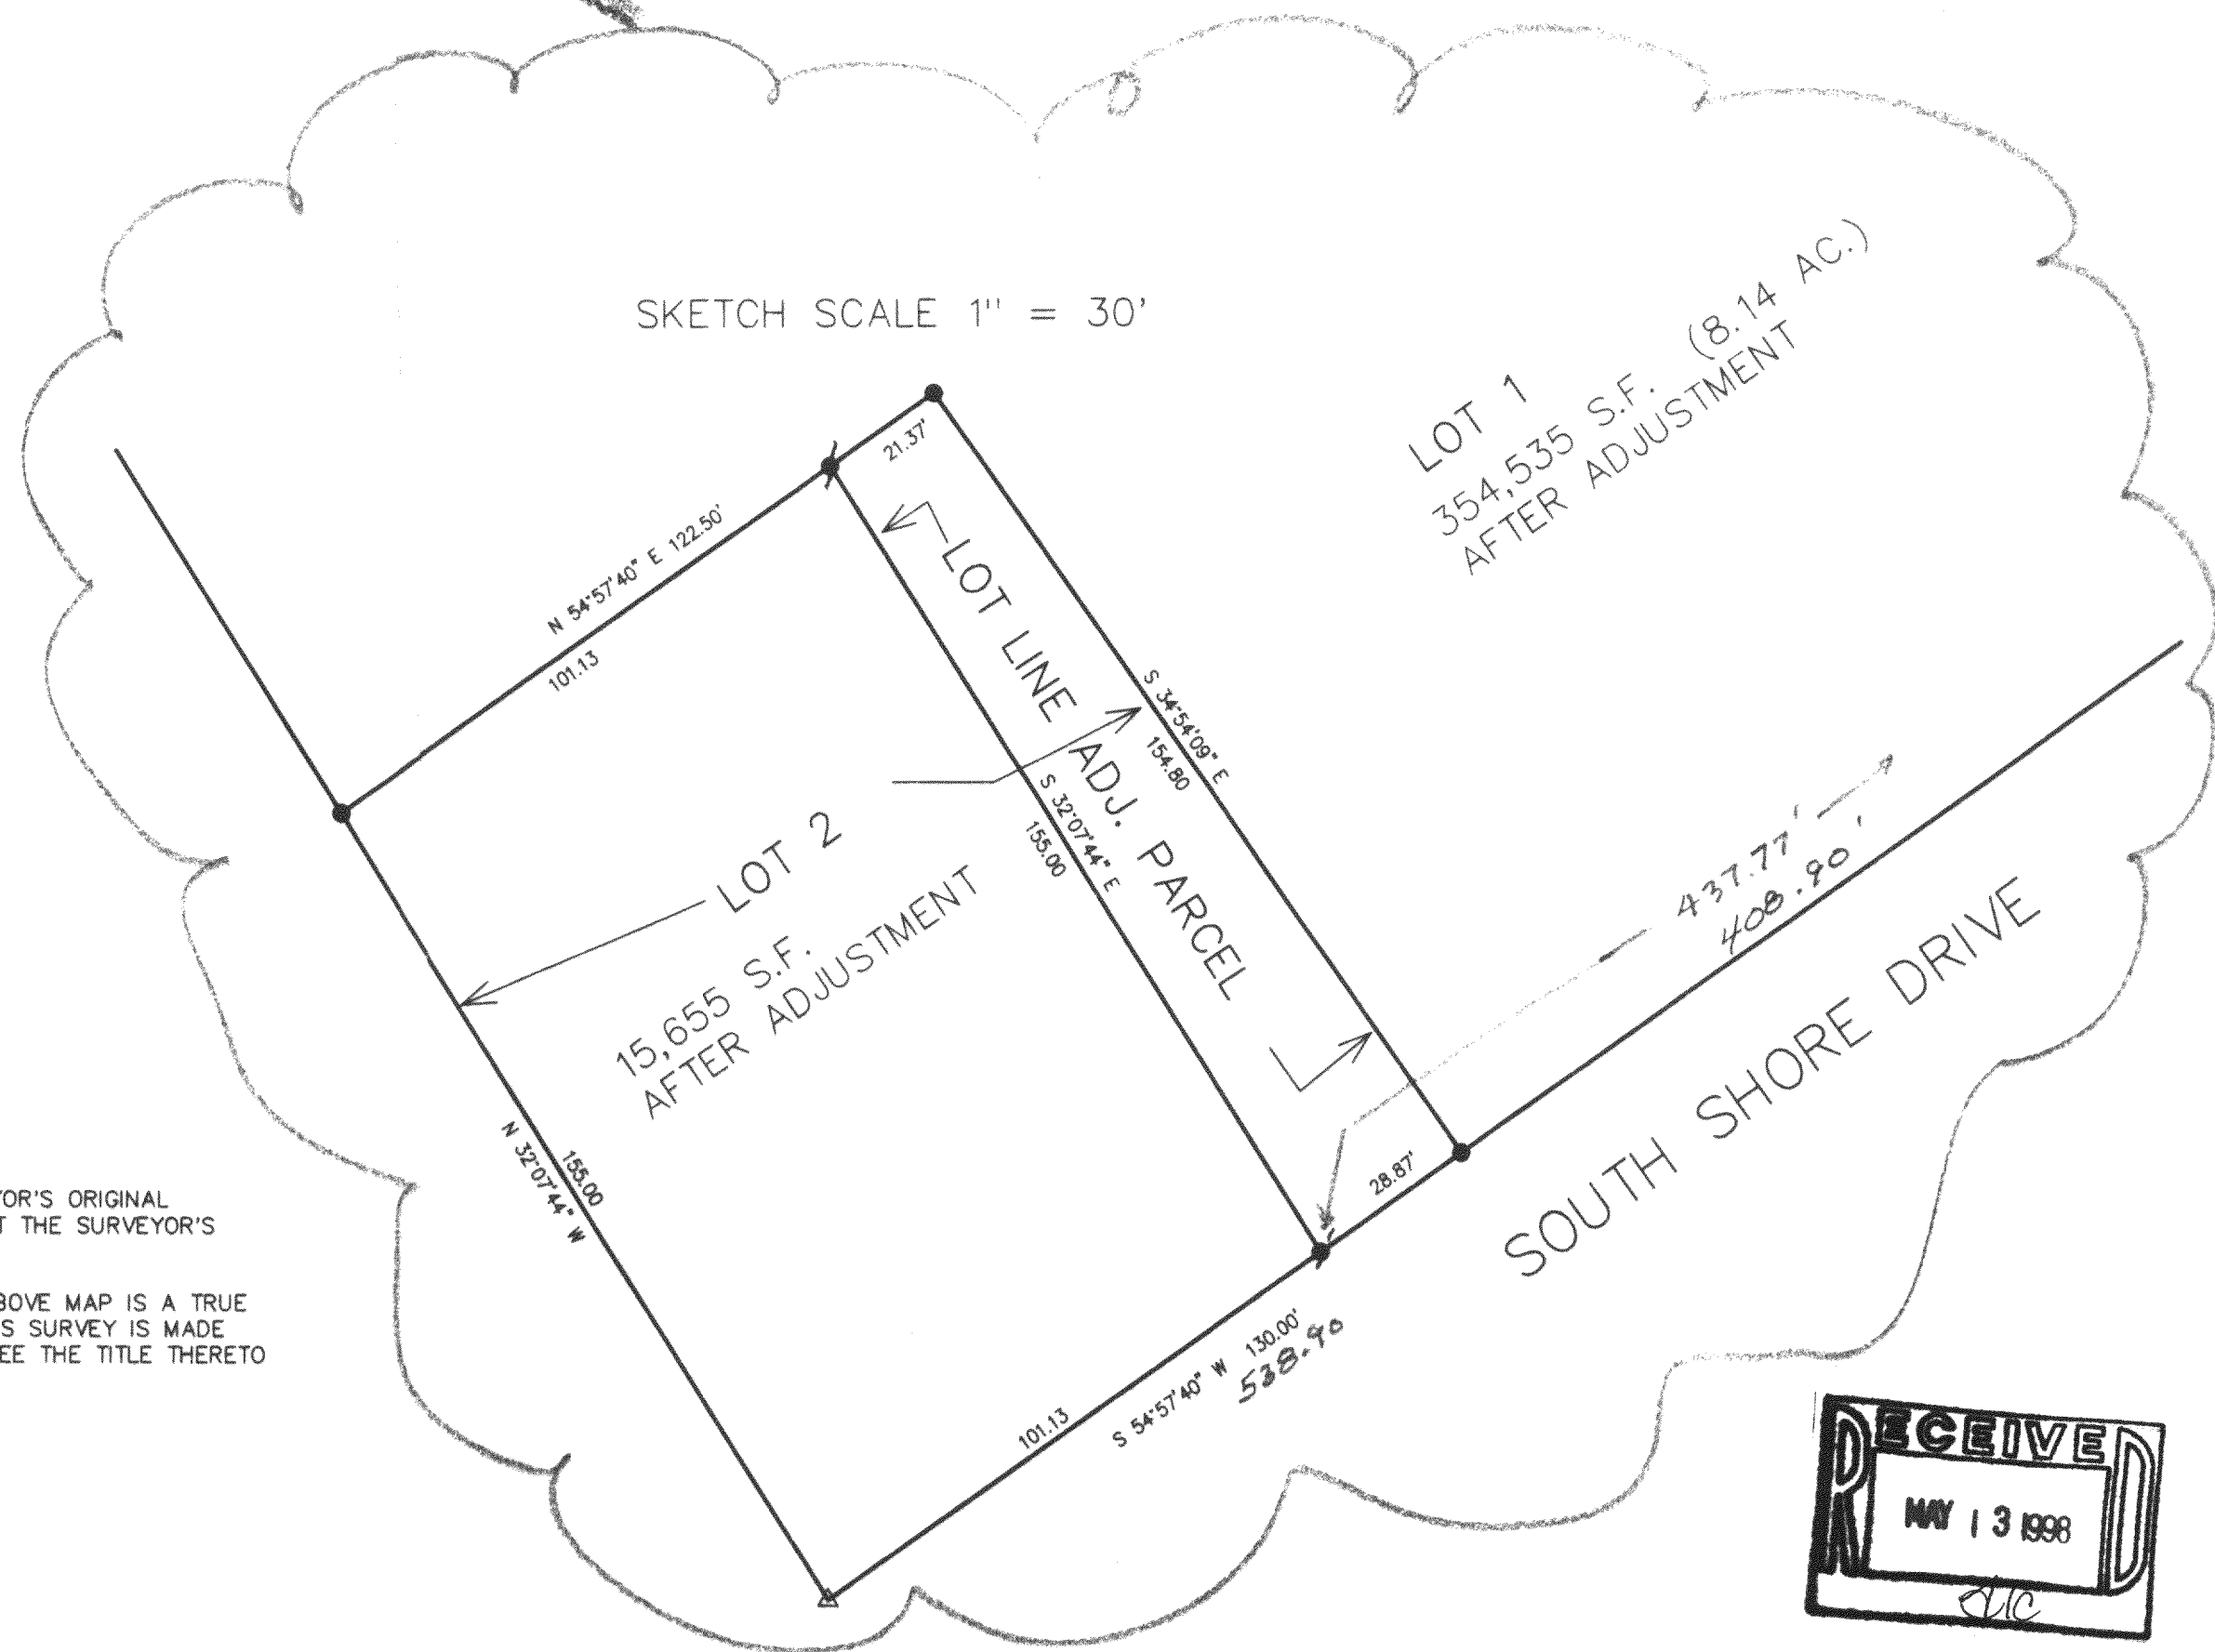 SKETCH SCALE 1" = 30'
LOT 1
354,535 S.F. (8.14 AC.)
AFTER ADJUSTMENT
21.37'
N 54°57'40" E 122.50'
101.13
LOT LINE ADJ. PARCEL
S 34°54'09" E
154.80
S 32°07'44" E
155.00
LOT 2
15,655 S.F.
AFTER ADJUSTMENT
437.77'
408.90'
SOUTH SHORE DRIVE
155.00
N 32°07'44" W
28.87'
101.13
S 54°57'40" W 130.00'
538.90
YOR'S ORIGINAL
T THE SURVEYOR'S
BOVE MAP IS A TRUE
S SURVEY IS MADE
EE THE TITLE THERETO
RECEIVED
MAY 13 1998